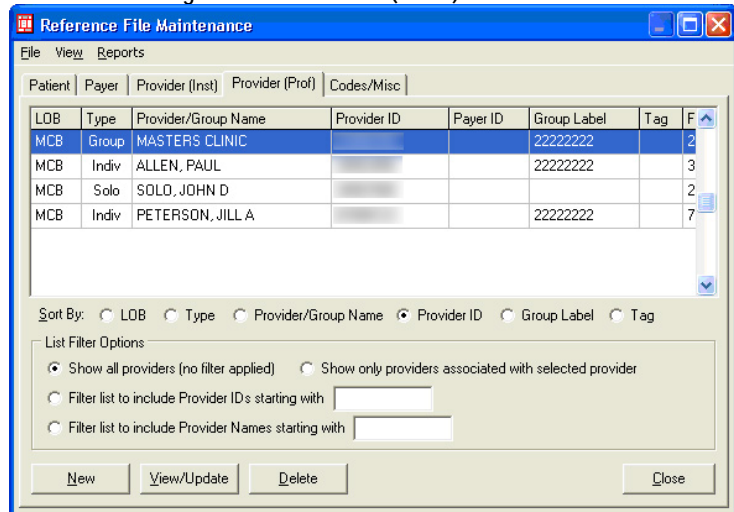 Reference File Maintenance
File View Reports
Patient Payer Provider (Inst) Provider (Prof) Codes/Misc
LOB Type Provider/Group Name Provider ID Payer ID Group Label Tag F
MCB Group MASTERS CLINIC 22222222 2
MCB Indiv ALLEN, PAUL 22222222 3
MCB Solo SOLO, JOHN D 2
MCB Indiv PETERSON, JILL A 22222222 7
Sort By: LOB Type Provider/Group Name Provider ID Group Label Tag
List Filter Options
Show all providers (no filter applied) Show only providers associated with selected provider
Filter list to include Provider IDs starting with
Filter list to include Provider Names starting with
New View/Update Delete Close